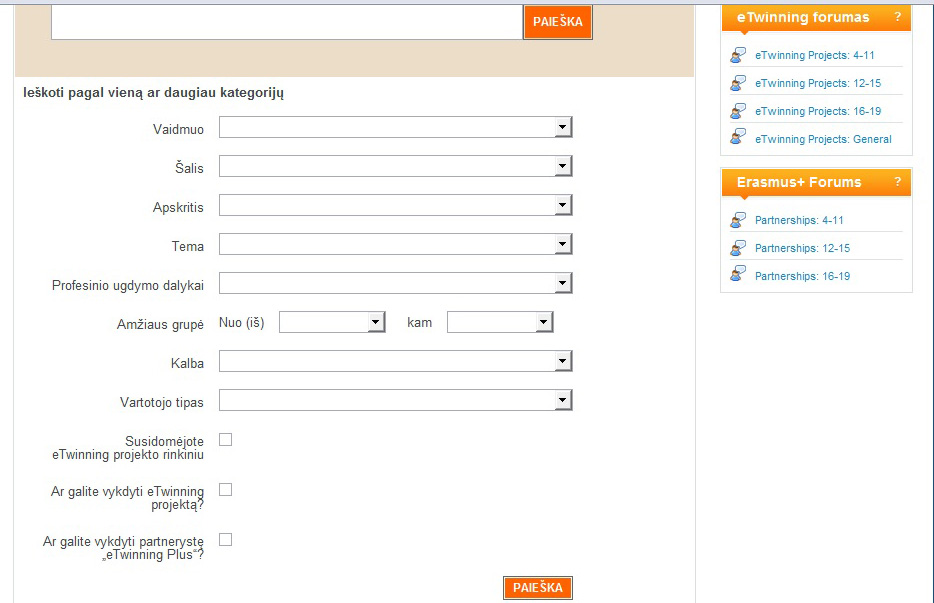 PAIEŠKA
Ieškoti pagal vieną ar daugiau kategorijų
Vaidmuo
Šalis
Apskritis
Tema
Profesinio ugdymo dalykai
Amžiaus grupė Nuo (iš) kam
Kalba
Vartotojo tipas
Susidomėjote
eTwinning projekto rinkiniu
Ar galite vykdyti eTwinning
projektą?
Ar galite vykdyti partnerystę
„eTwinning Plus“?
PAIEŠKA
eTwinning forumas ?
eTwinning Projects: 4-11
eTwinning Projects: 12-15
eTwinning Projects: 16-19
eTwinning Projects: General
Erasmus+ Forums ?
Partnerships: 4-11
Partnerships: 12-15
Partnerships: 16-19